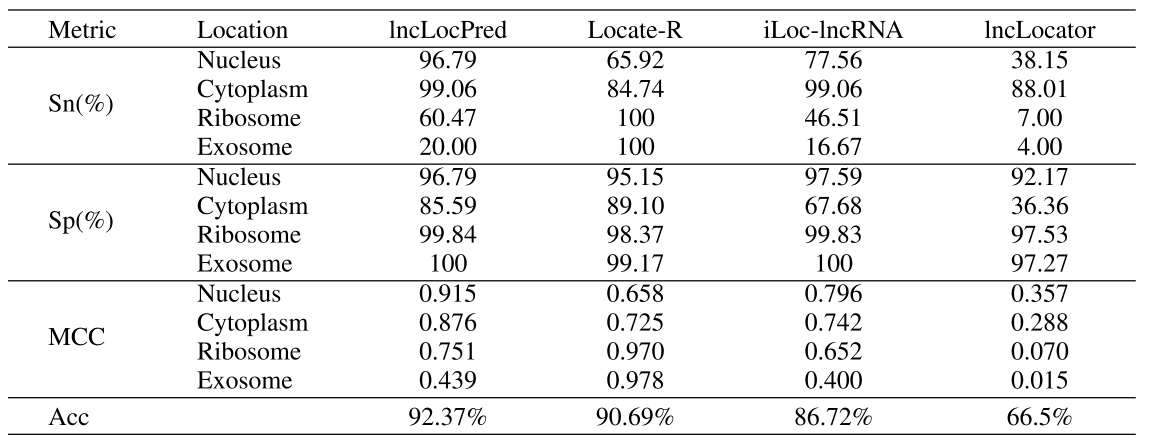 Metric Location lncLocPred Locate-R iLoc-lncRNA lncLocator
Nucleus 96.79 65.92 77.56 38.15
Cytoplasm 99.06 84.74 99.06 88.01
Sn(%)
Ribosome 60.47 100 46.51 7.00
Exosome 20.00 100 16.67 4.00
Nucleus 96.79 95.15 97.59 92.17
Cytoplasm 85.59 89.10 67.68 36.36
Sp(%)
Ribosome 99.84 98.37 99.83 97.53
Exosome 100 99.17 100 97.27
Nucleus 0.915 0.658 0.796 0.357
Cytoplasm 0.876 0.725 0.742 0.288
MCC
Ribosome 0.751 0.970 0.652 0.070
Exosome 0.439 0.978 0.400 0.015
Acc 92.37% 90.69% 86.72% 66.5%